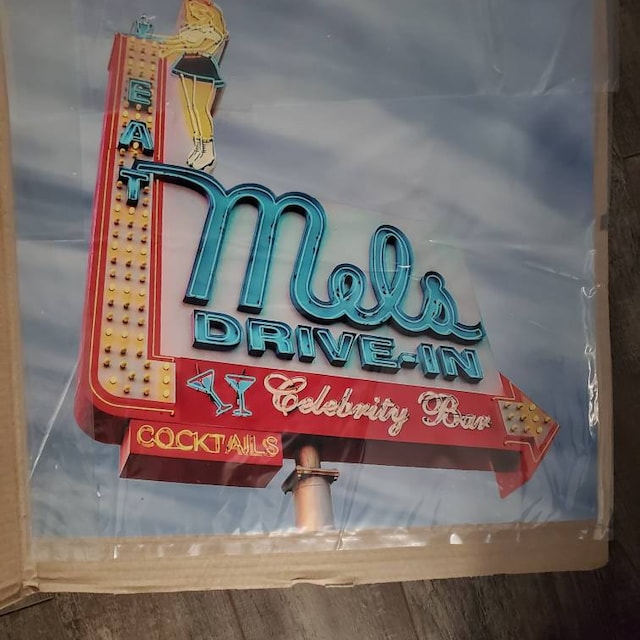 EAT
Mels
DRIVE-IN
Celebrity Bar
COCKTAILS